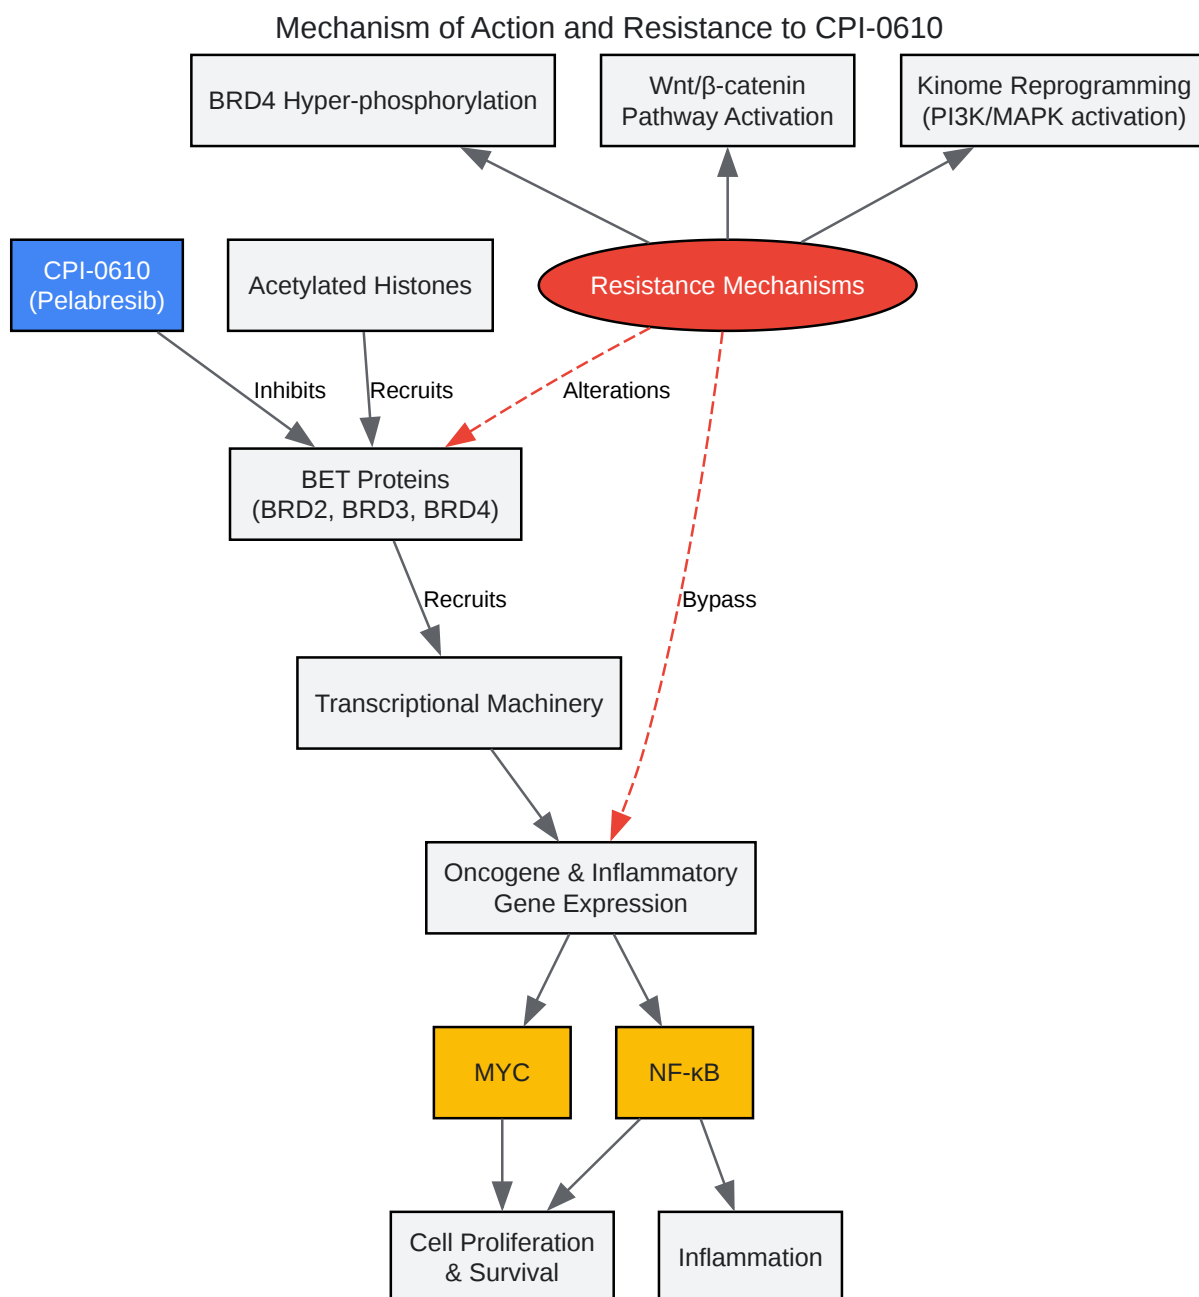 Mechanism of Action and Resistance to CPI-0610
BRD4 Hyper-phosphorylation
Wnt/β-catenin
Pathway Activation
Kinome Reprogramming
(PI3K/MAPK activation)
CPI-0610
(Pelabresib)
Acetylated Histones
Resistance Mechanisms
Inhibits
Recruits
Alterations
BET Proteins
(BRD2, BRD3, BRD4)
Recruits
Bypass
Transcriptional Machinery
Oncogene & Inflammatory
Gene Expression
MYC
NF-κB
Cell Proliferation
& Survival
Inflammation